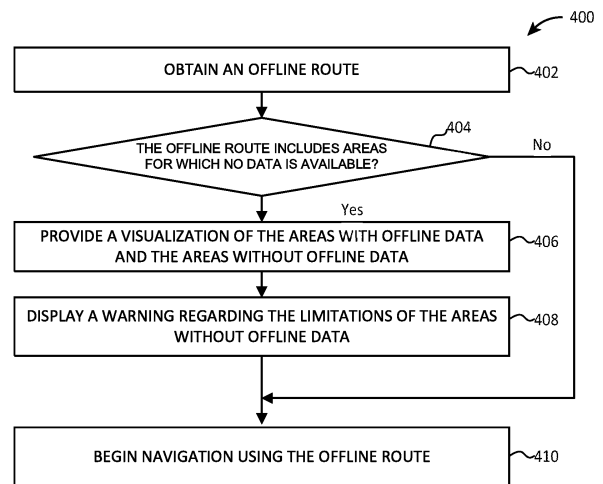 400
OBTAIN AN OFFLINE ROUTE
402
404
THE OFFLINE ROUTE INCLUDES AREAS
FOR WHICH NO DATA IS AVAILABLE?
No
Yes
PROVIDE A VISUALIZATION OF THE AREAS WITH OFFLINE DATA
AND THE AREAS WITHOUT OFFLINE DATA
406
DISPLAY A WARNING REGARDING THE LIMITATIONS OF THE AREAS
WITHOUT OFFLINE DATA
408
BEGIN NAVIGATION USING THE OFFLINE ROUTE
410